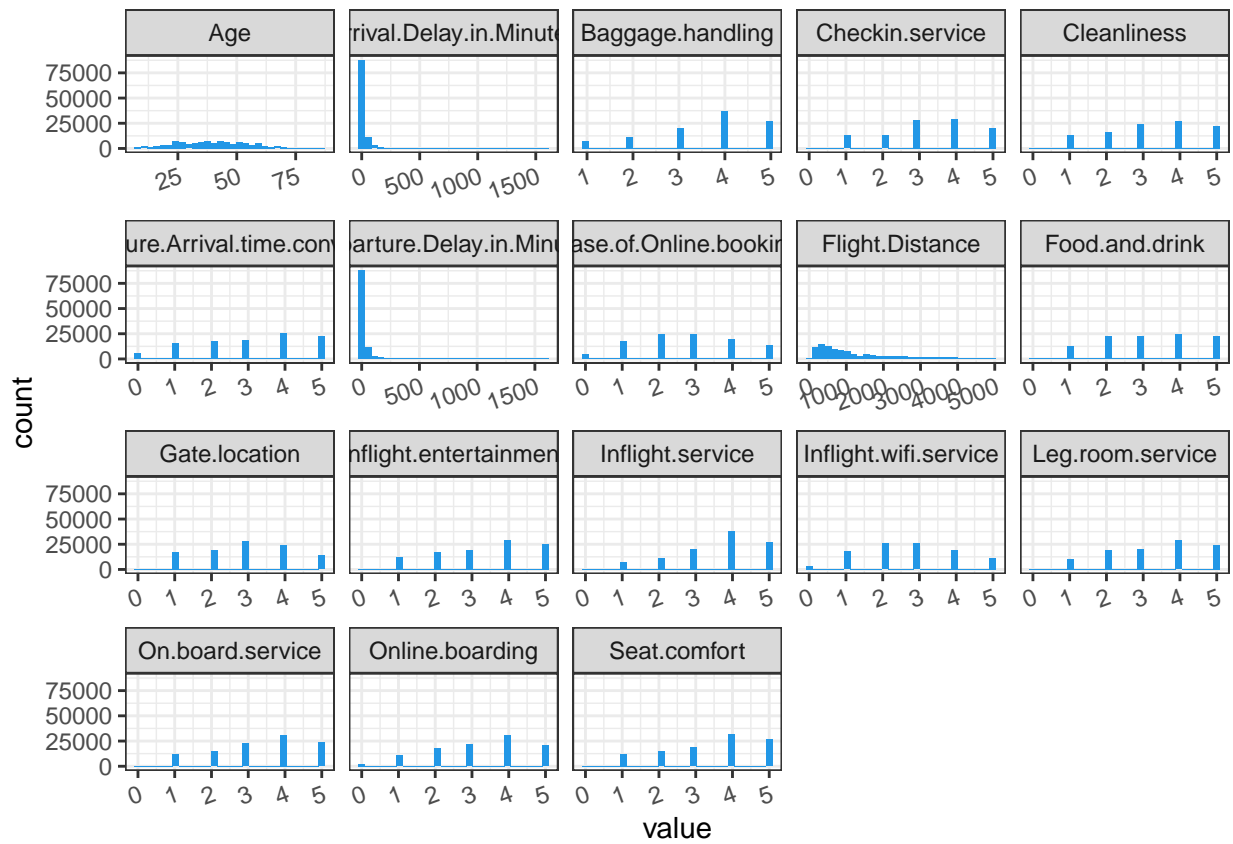 Age
rrival.Delay.in.Minute
Baggage.handling
Checkin.service
Cleanliness
75000
50000
25000
0
25 50 75
0 500 1000 1500
1 2 3 4 5
0 1 2 3 4 5
0 1 2 3 4 5
ure.Arrival.time.conv
parture.Delay.in.Minu
ase.of.Online.bookin
Flight.Distance
Food.and.drink
75000
50000
25000
0
0 1 2 3 4 5
0 500 1000 1500
0 1 2 3 4 5
0 1000 2000 3000 4000 5000
0 1 2 3 4 5
count
Gate.location
nflight.entertainmen
Inflight.service
Inflight.wifi.service
Leg.room.service
75000
50000
25000
0
0 1 2 3 4 5
0 1 2 3 4 5
0 1 2 3 4 5
0 1 2 3 4 5
0 1 2 3 4 5
On.board.service
Online.boarding
Seat.comfort
75000
50000
25000
0
0 1 2 3 4 5
0 1 2 3 4 5
0 1 2 3 4 5
value